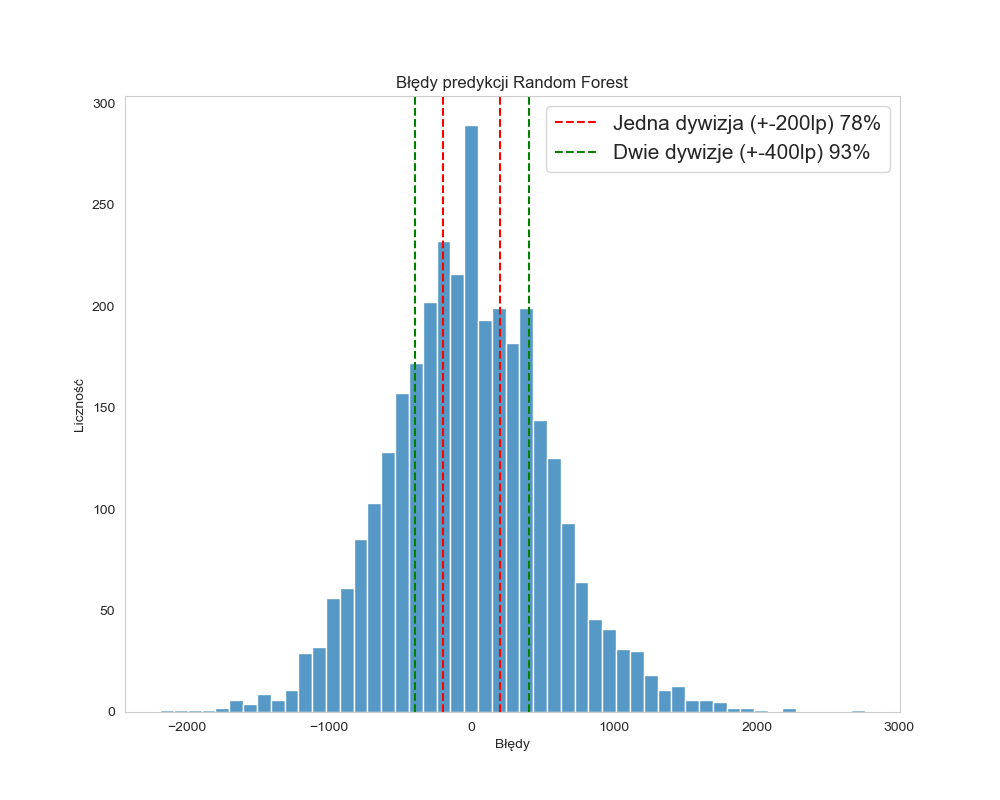 Błędy predykcji Random Forest
Jedna dywizja (+-200lp) 78%
Dwie dywizje (+-400lp) 93%
300
250
200
150
100
50
0
Liczność
−2000 −1000 0 1000 2000 3000
Błędy